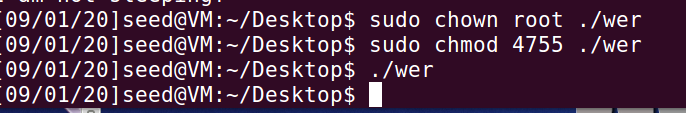 [09/01/20]seed@VM:~/Desktop$ sudo chown root ./wer
[09/01/20]seed@VM:~/Desktop$ sudo chmod 4755 ./wer
[09/01/20]seed@VM:~/Desktop$ ./wer
[09/01/20]seed@VM:~/Desktop$